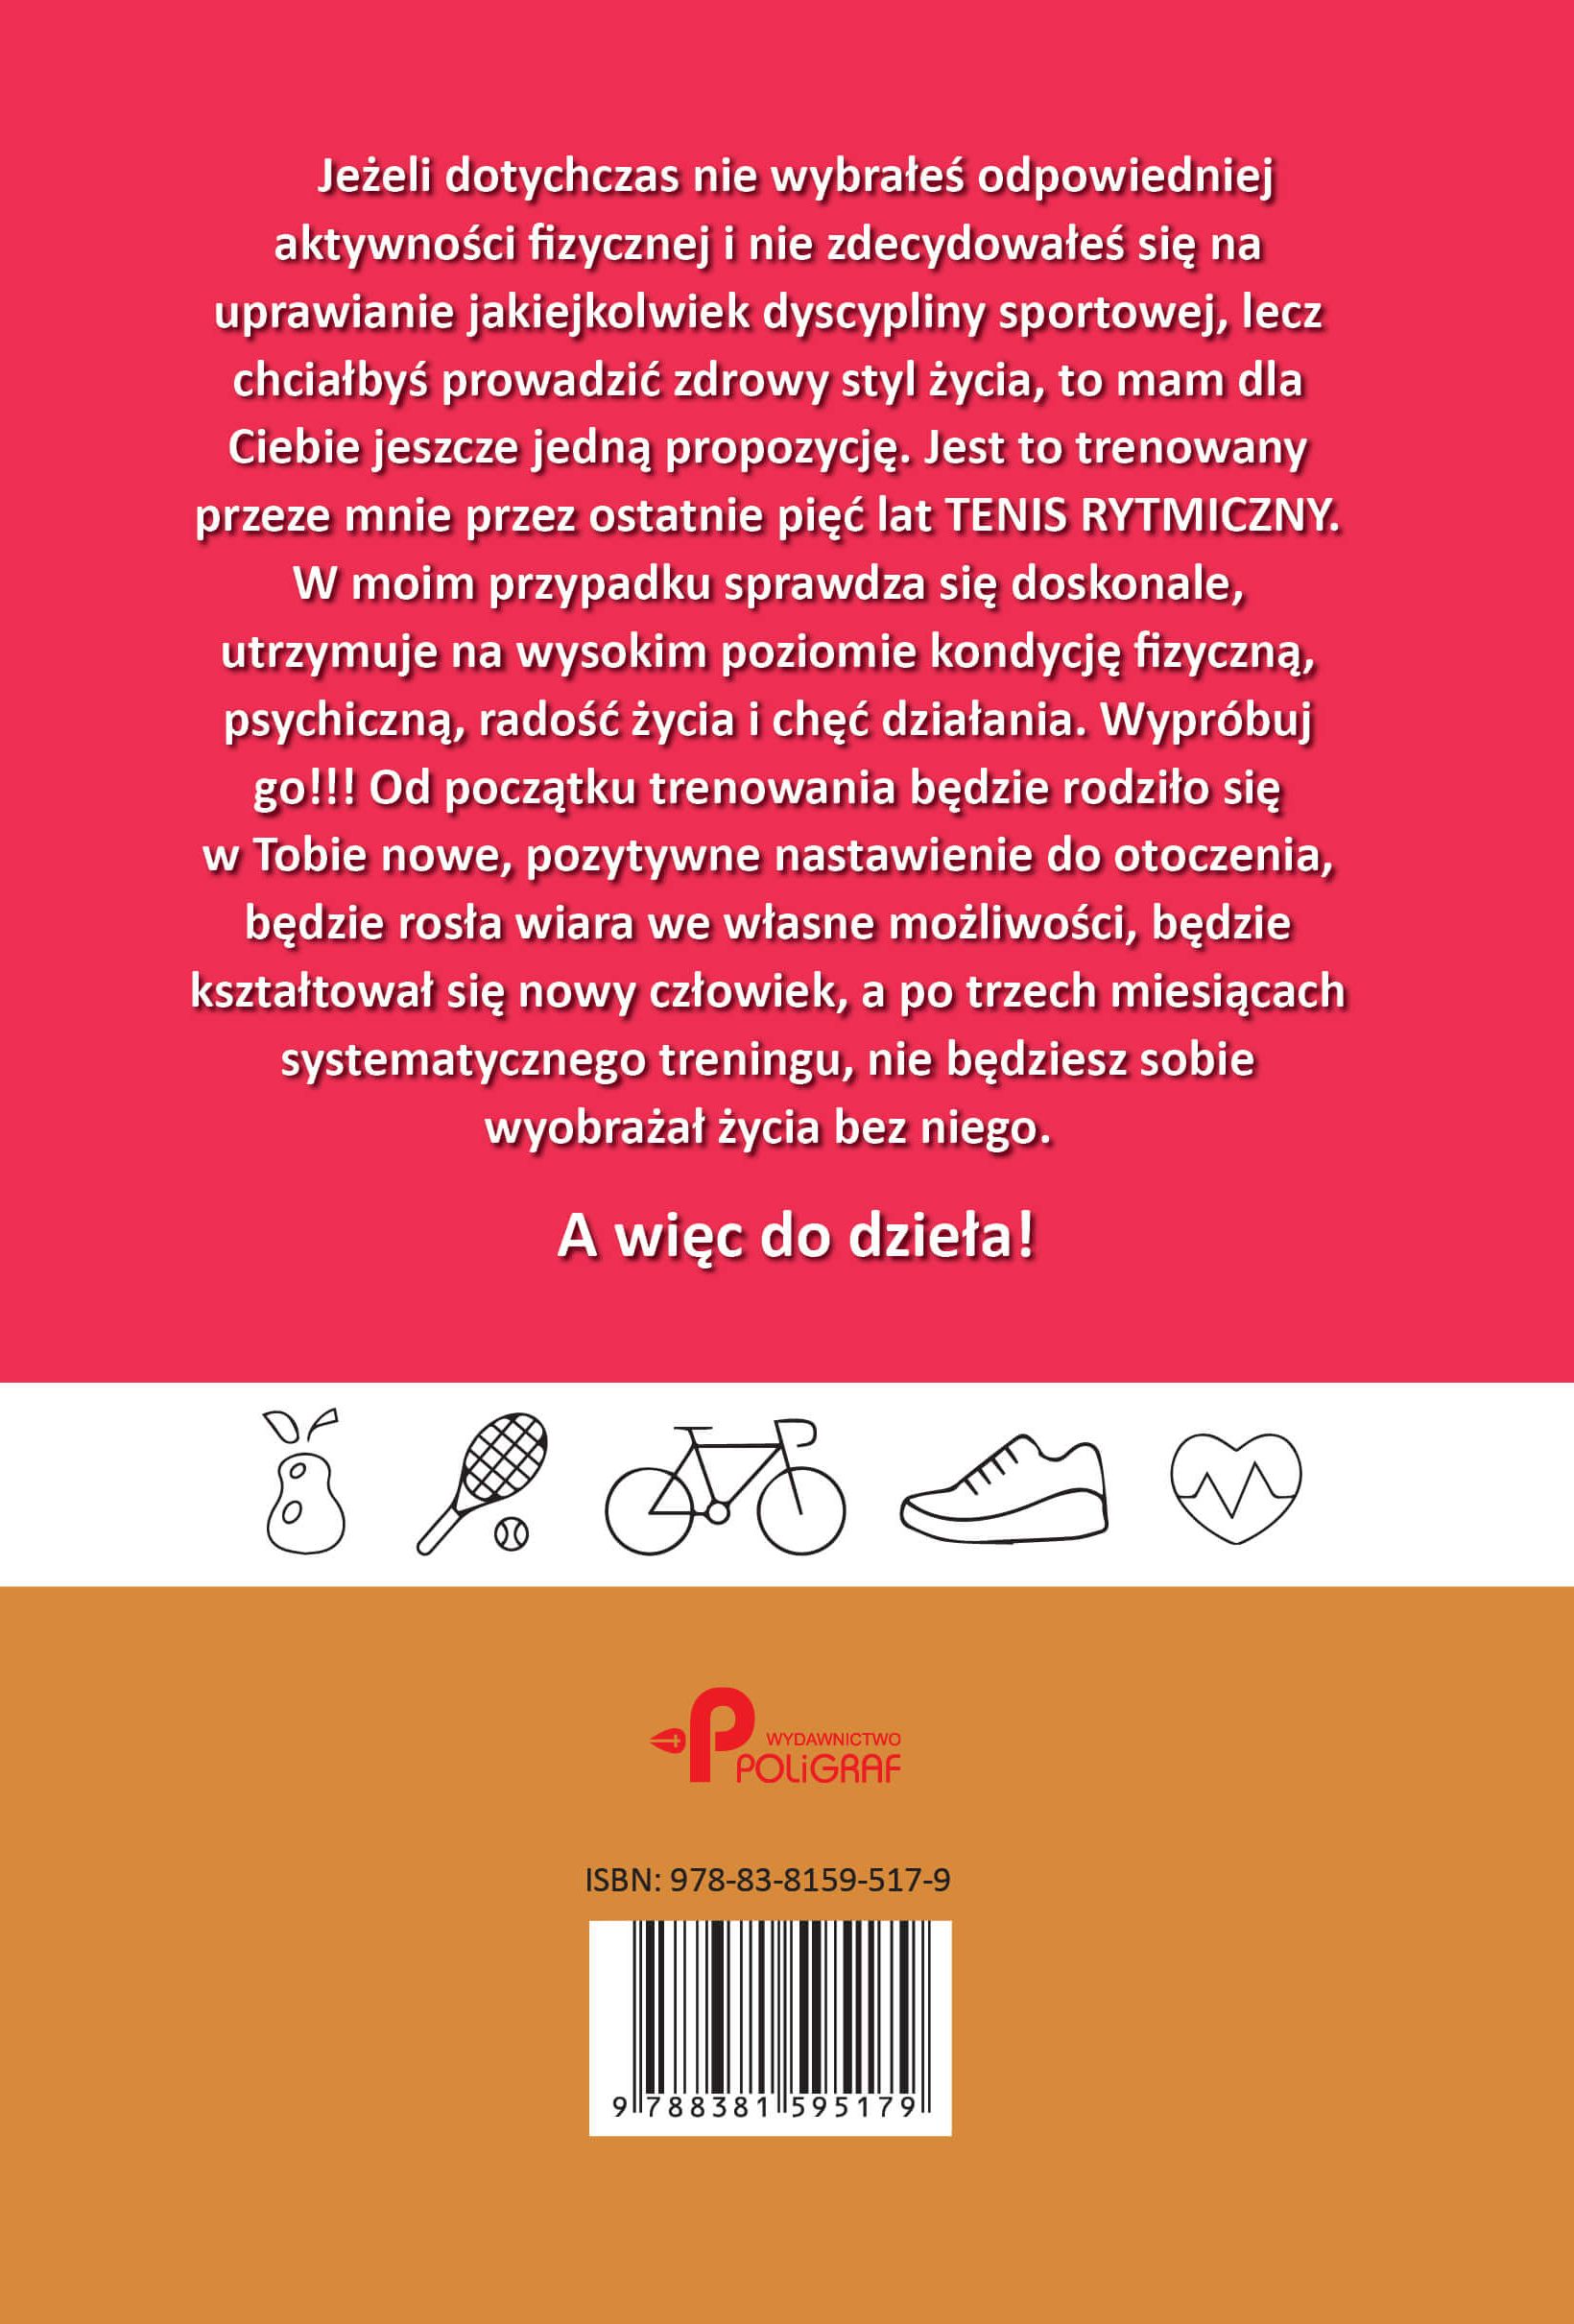 Jeżeli dotychczas nie wybrałeś odpowiedniej
aktywności fizycznej i nie zdecydowałeś się na
uprawianie jakiejkolwiek dyscypliny sportowej, lecz
chciałbyś prowadzić zdrowy styl życia, to mam dla
Ciebie jeszcze jedną propozycję. Jest to trenowany
przeze mnie przez ostatnie pięć lat TENIS RYTMICZNY.
W moim przypadku sprawdza się doskonale,
utrzymuje na wysokim poziomie kondycję fizyczną,
psychiczną, radość życia i chęć działania. Wypróbuj
go!!! Od początku trenowania będzie rodziło się
w Tobie nowe, pozytywne nastawienie do otoczenia,
będzie rosła wiara we własne możliwości, będzie
kształtował się nowy człowiek, a po trzech miesiącach
systematycznego treningu, nie będziesz sobie
wyobrażał życia bez niego.
A więc do dzieła!
WYDAWNICTWO
POLiGRAF
ISBN: 978-83-8159-517-9
9 788381 595179